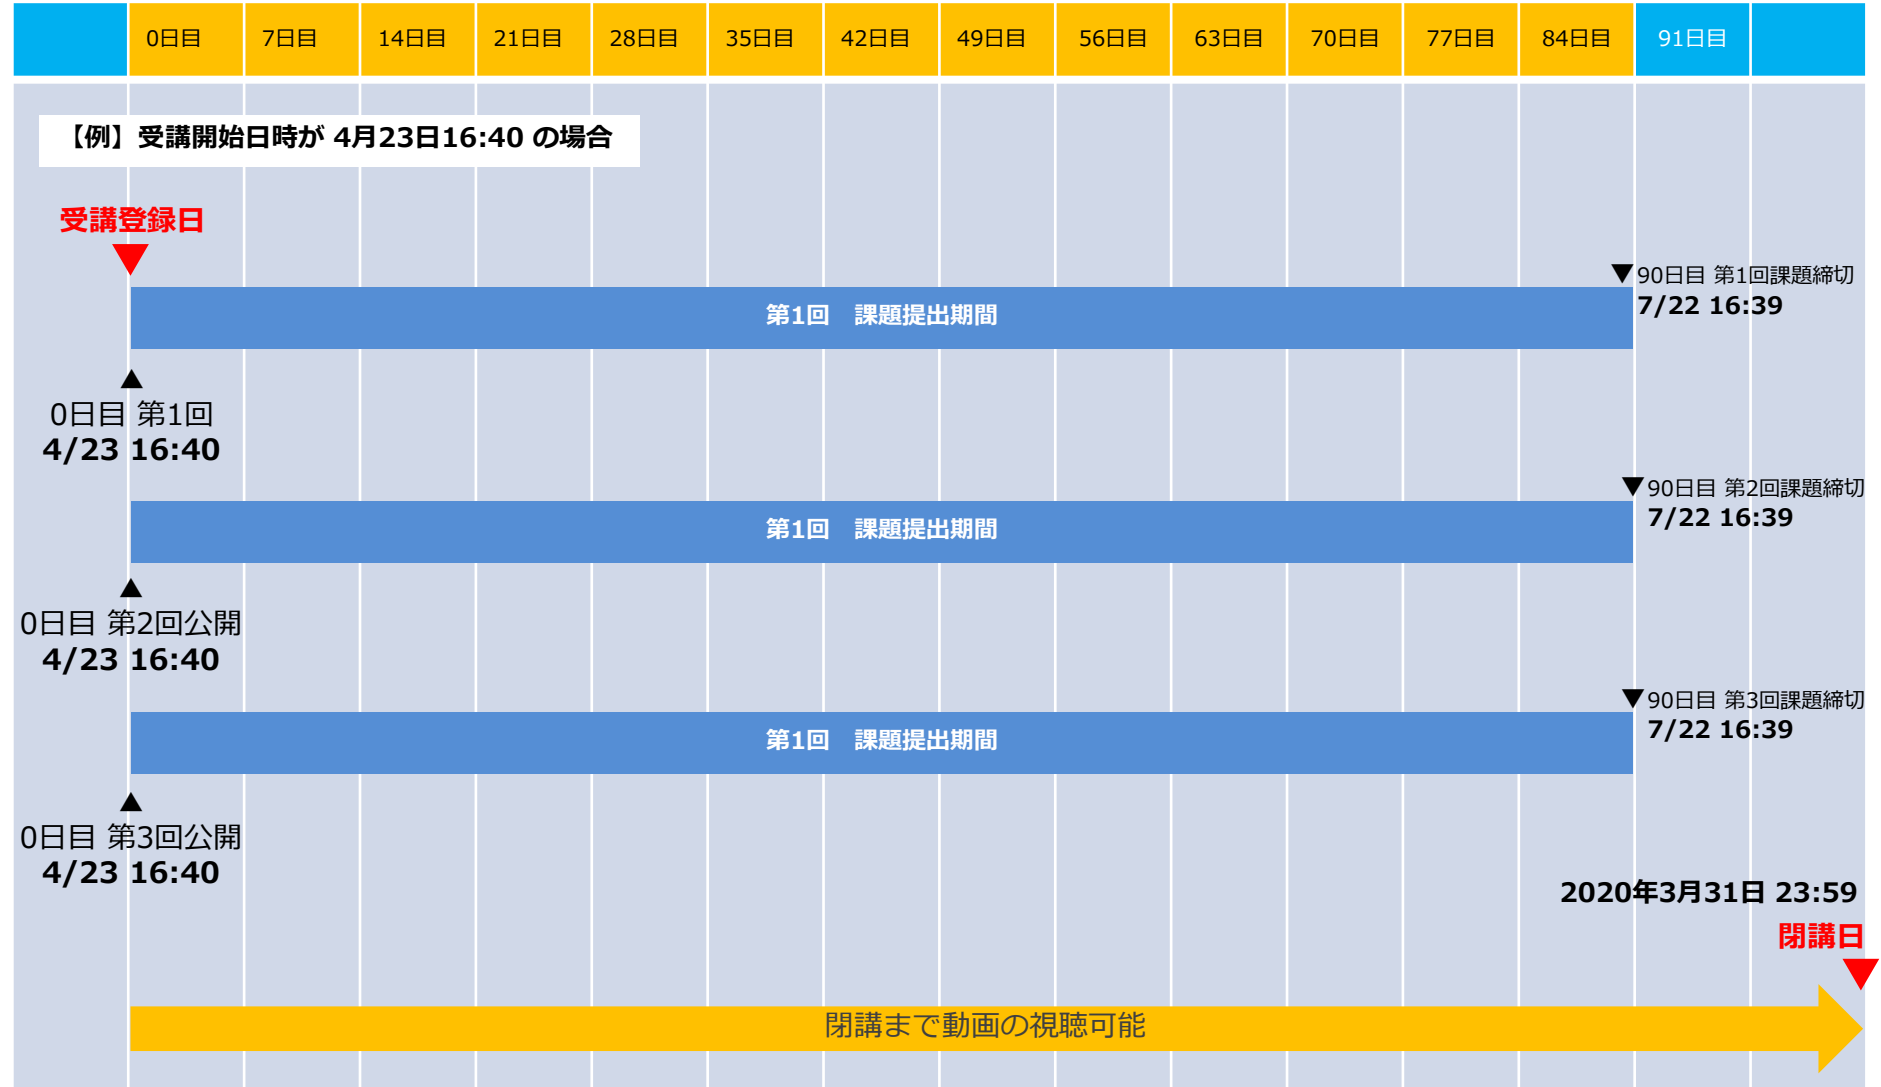 0日目 7日目 14日目 21日目 28日目 35日目 42日目 49日目 56日目 63日目 70日目 77日目 84日目 91日目
【例】受講開始日時が 4月23日16:40 の場合
受講登録日
90日目 第1回課題締切
7/22 16:39
第1回　課題提出期間
0日目 第1回
4/23 16:40
90日目 第2回課題締切
7/22 16:39
第1回　課題提出期間
0日目 第2回公開
4/23 16:40
90日目 第3回課題締切
7/22 16:39
第1回　課題提出期間
0日目 第3回公開
4/23 16:40
2020年3月31日 23:59
閉講日
閉講まで動画の視聴可能